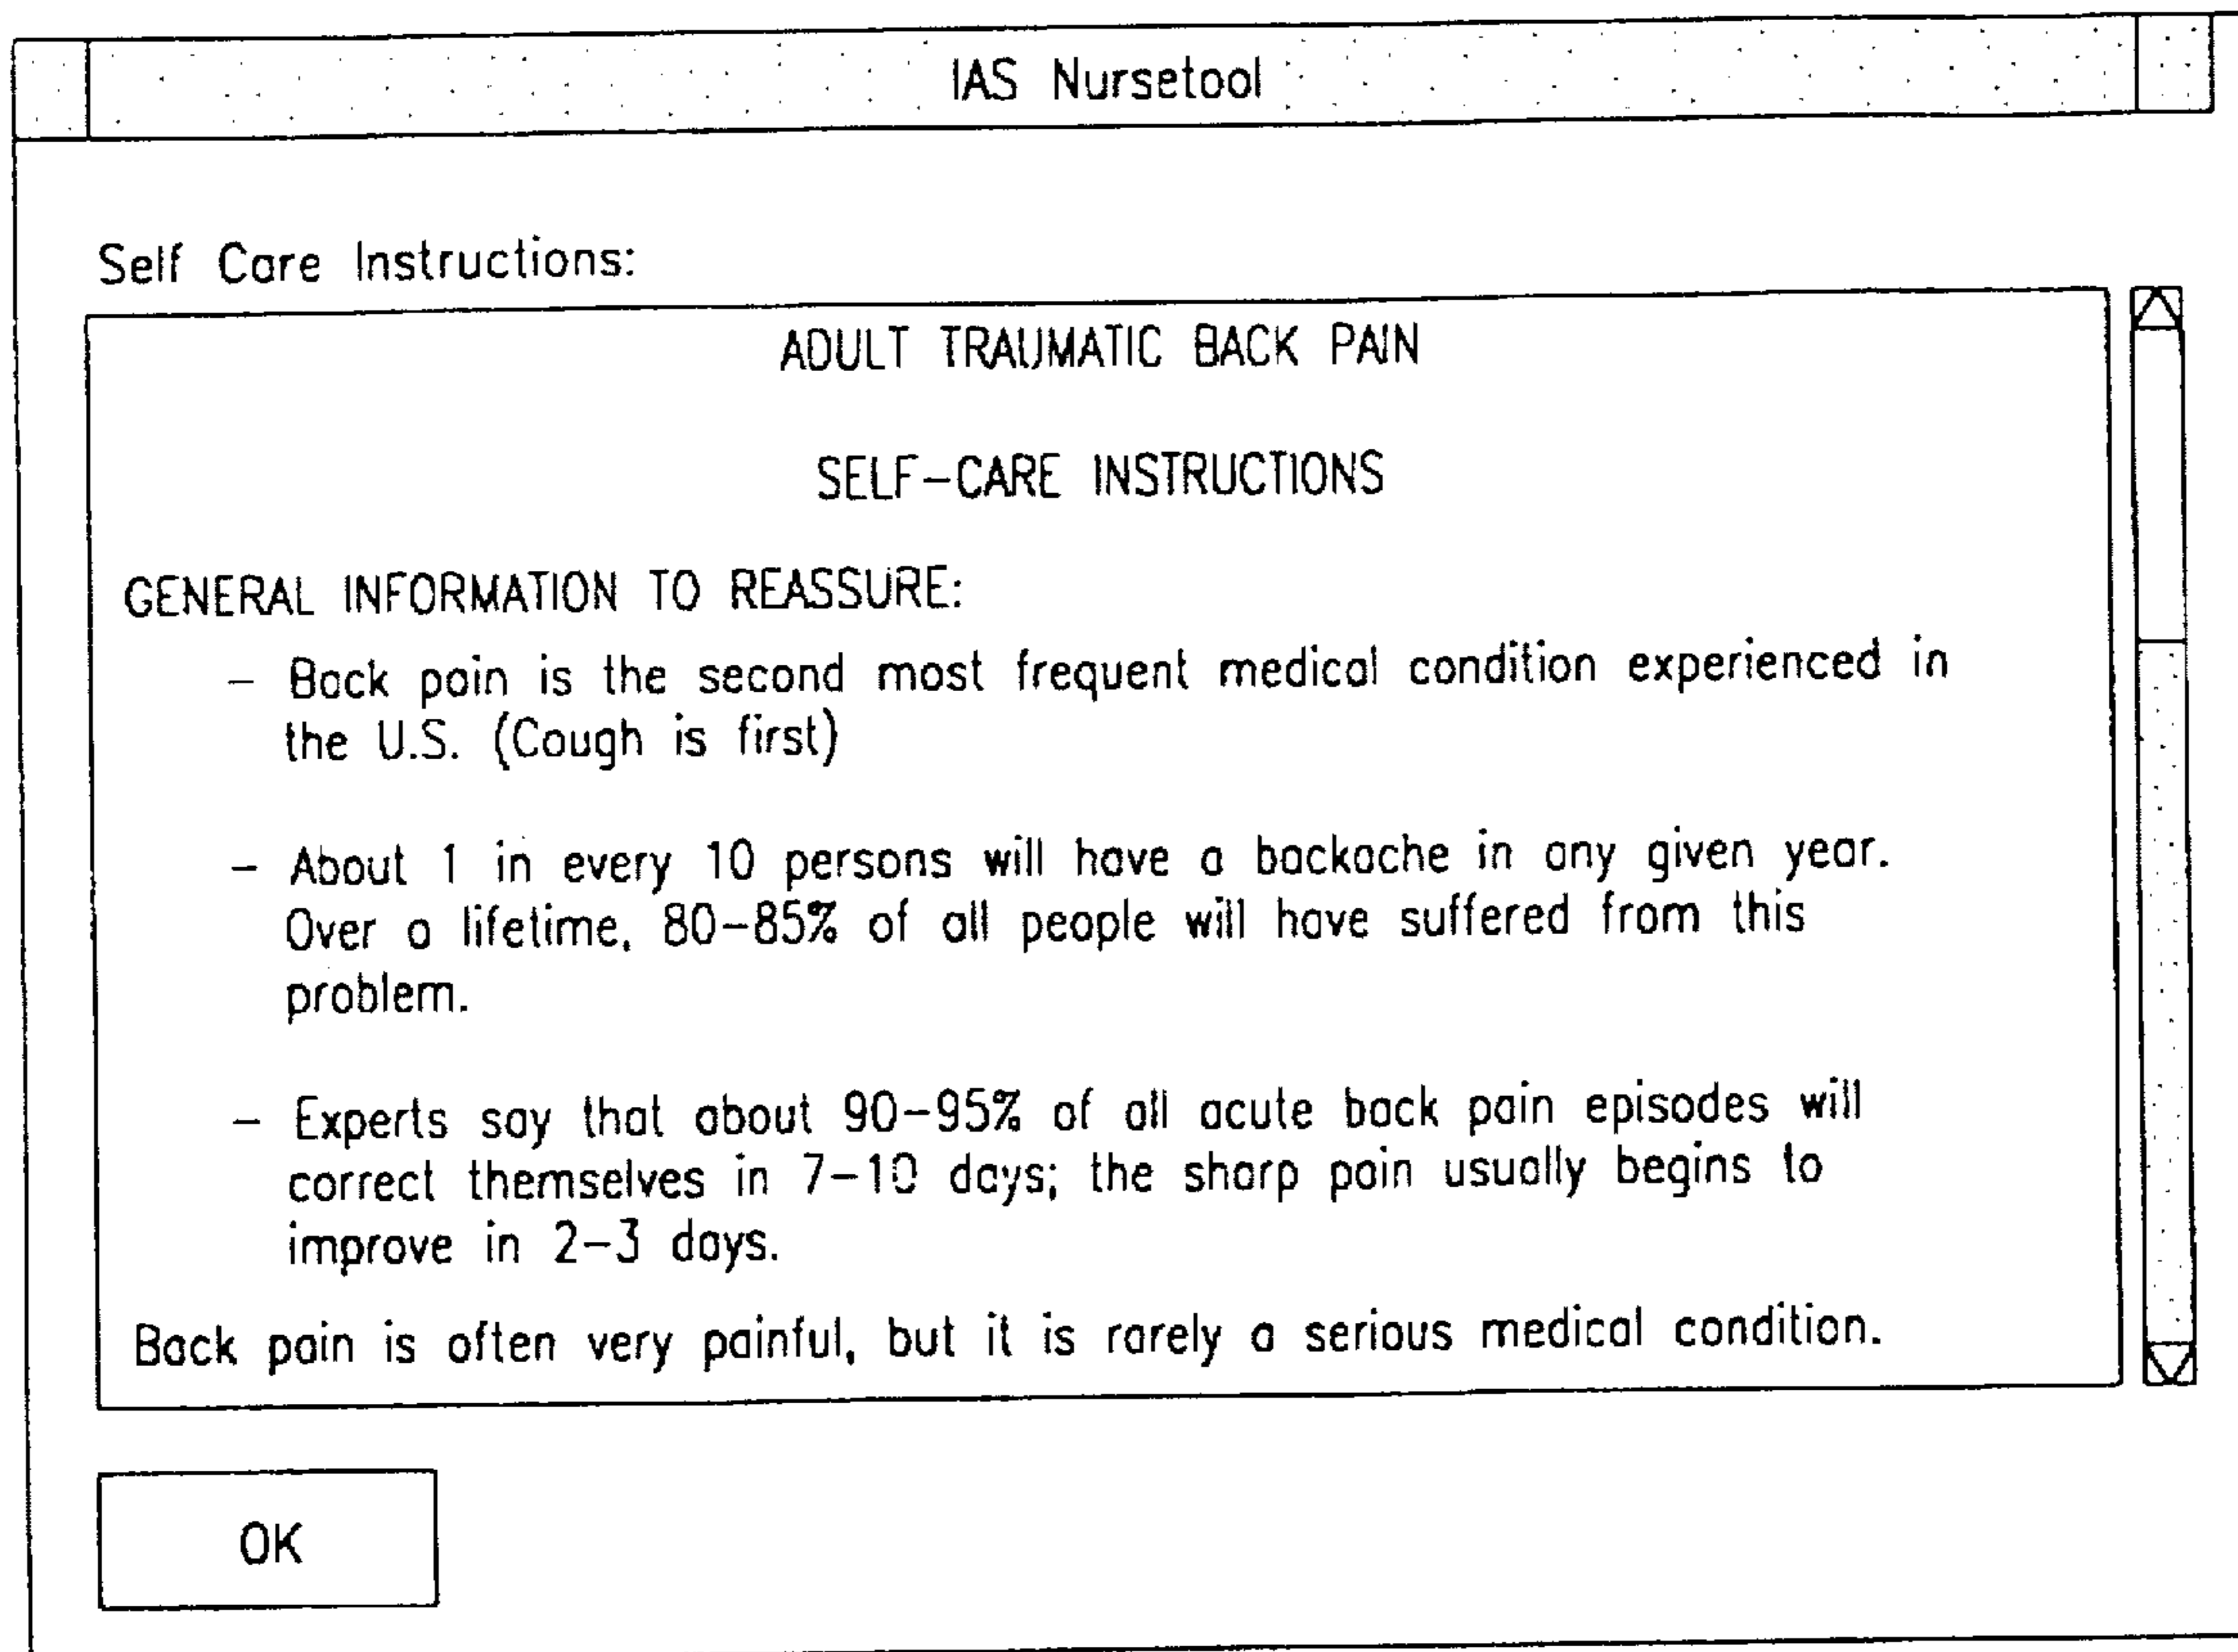 IAS Nursetool
Self Care Instructions:
ADULT TRAUMATIC BACK PAIN
SELF-CARE INSTRUCTIONS
GENERAL INFORMATION TO REASSURE:
- Back pain is the second most frequent medical condition experienced in
the U.S. (Cough is first)
- About 1 in every 10 persons will have a backache in any given year.
Over a lifetime, 80-85% of all people will have suffered from this
problem.
- Experts say that about 90-95% of all acute back pain episodes will
correct themselves in 7-10 days; the sharp pain usually begins to
improve in 2-3 days.
Back pain is often very painful, but it is rarely a serious medical condition.
OK